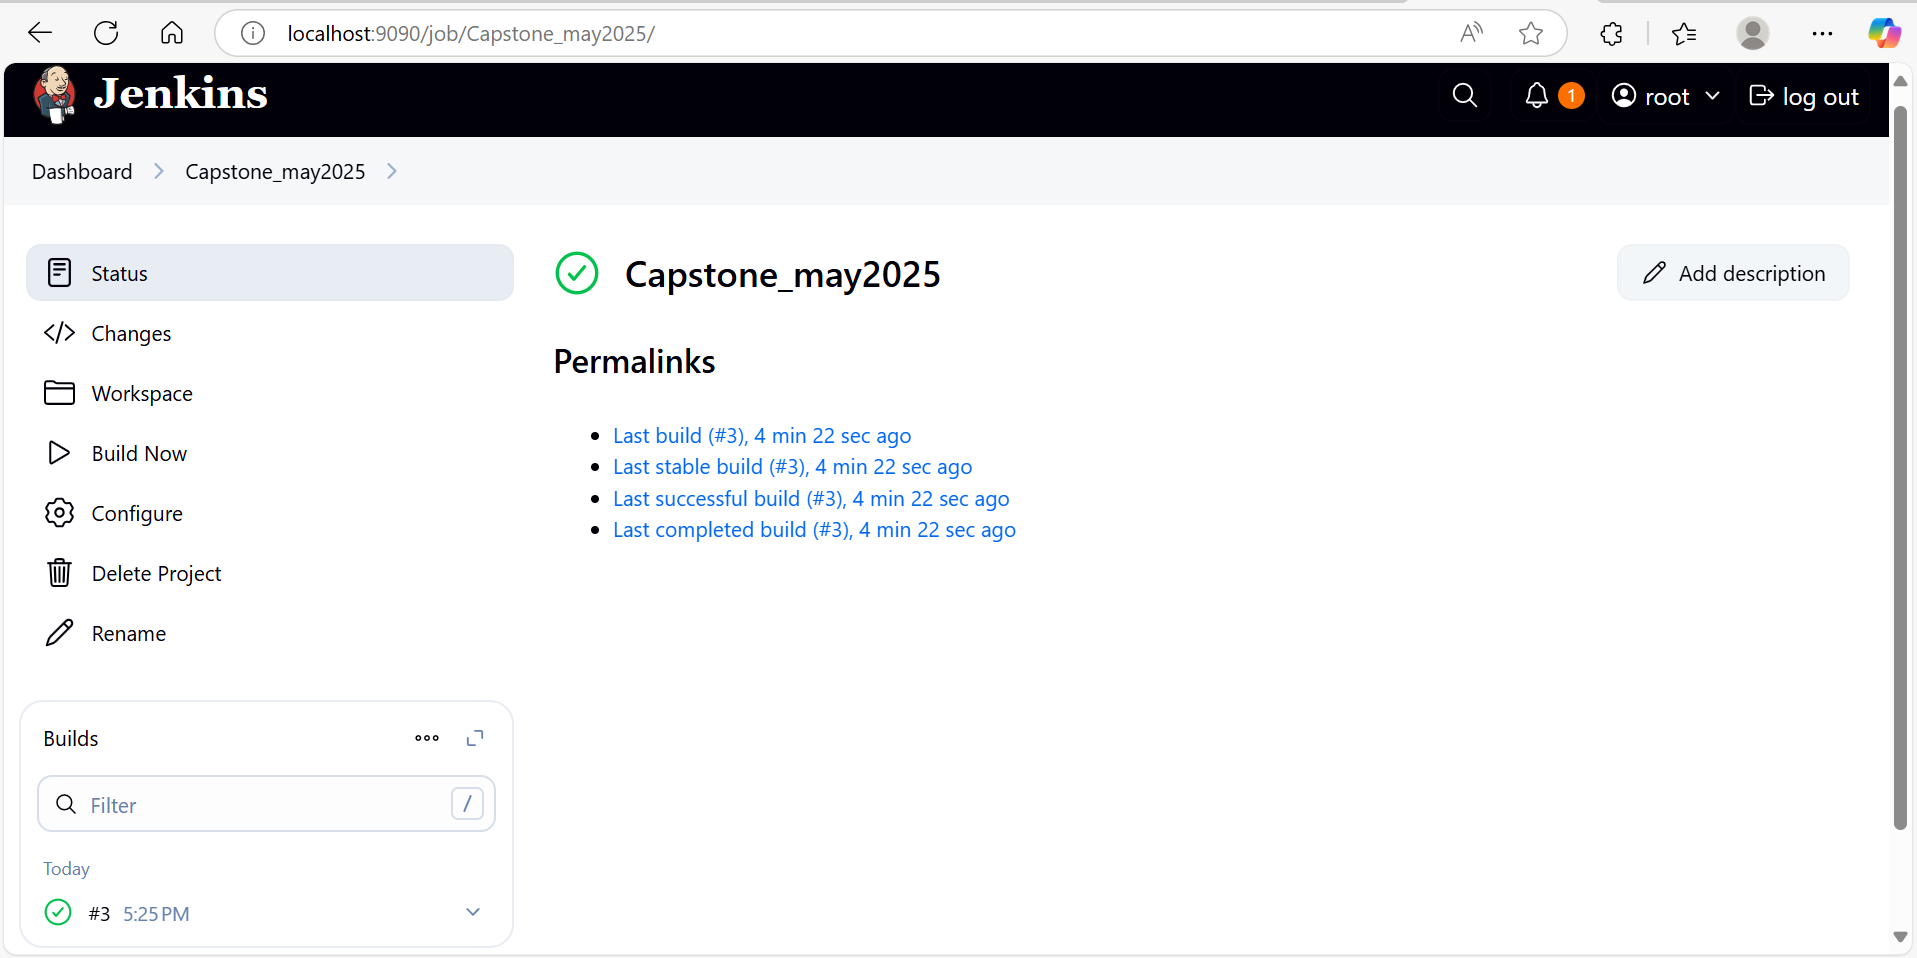 localhost:9090/job/Capstone_may2025/
Jenkins
1
root
log out
Dashboard
Capstone_may2025
Status
Changes
Workspace
Build Now
Configure
Delete Project
Rename
Capstone_may2025
Add description
Permalinks
Last build (#3), 4 min 22 sec ago
Last stable build (#3), 4 min 22 sec ago
Last successful build (#3), 4 min 22 sec ago
Last completed build (#3), 4 min 22 sec ago
Builds
Filter
/
Today
#3 5:25 PM